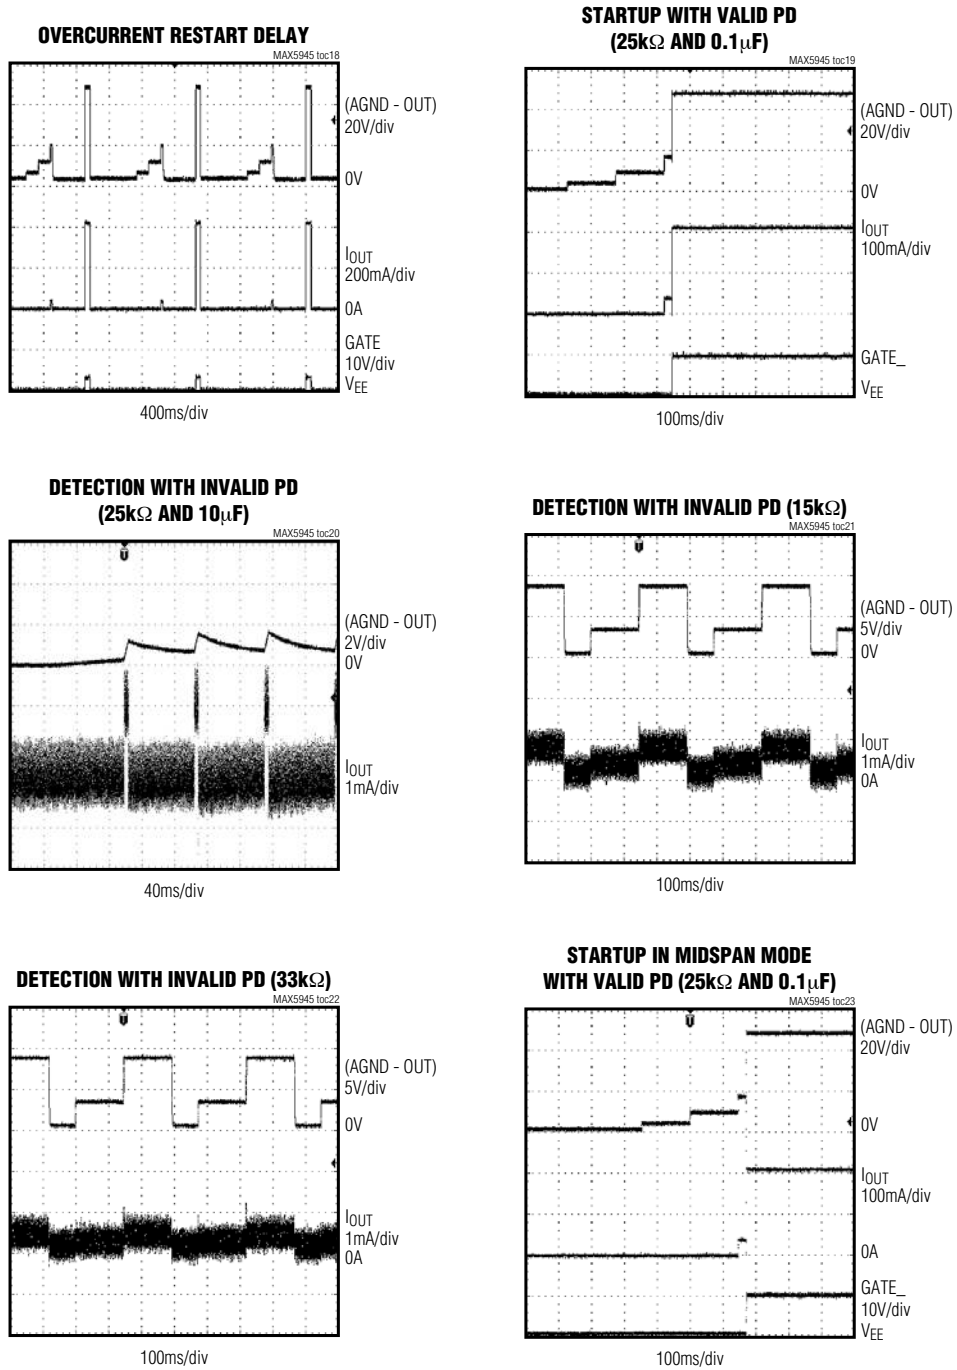 OVERCURRENT RESTART DELAY
MAX5945 toc18
(AGND - OUT)
20V/div
0V
IOUT
200mA/div
0A
GATE
10V/div
VEE
400ms/div
STARTUP WITH VALID PD
(25kΩ AND 0.1μF)
MAX5945 toc19
(AGND - OUT)
20V/div
0V
IOUT
100mA/div
GATE_
VEE
100ms/div
DETECTION WITH INVALID PD
(25kΩ AND 10μF)
MAX5945 toc20
(AGND - OUT)
2V/div
0V
IOUT
1mA/div
40ms/div
DETECTION WITH INVALID PD (15kΩ)
MAX5945 toc21
(AGND - OUT)
5V/div
0V
IOUT
1mA/div
0A
100ms/div
DETECTION WITH INVALID PD (33kΩ)
MAX5945 toc22
(AGND - OUT)
5V/div
0V
IOUT
1mA/div
0A
100ms/div
STARTUP IN MIDSPAN MODE
WITH VALID PD (25kΩ AND 0.1μF)
MAX5945 toc23
(AGND - OUT)
20V/div
0V
IOUT
100mA/div
0A
GATE_
10V/div
VEE
100ms/div